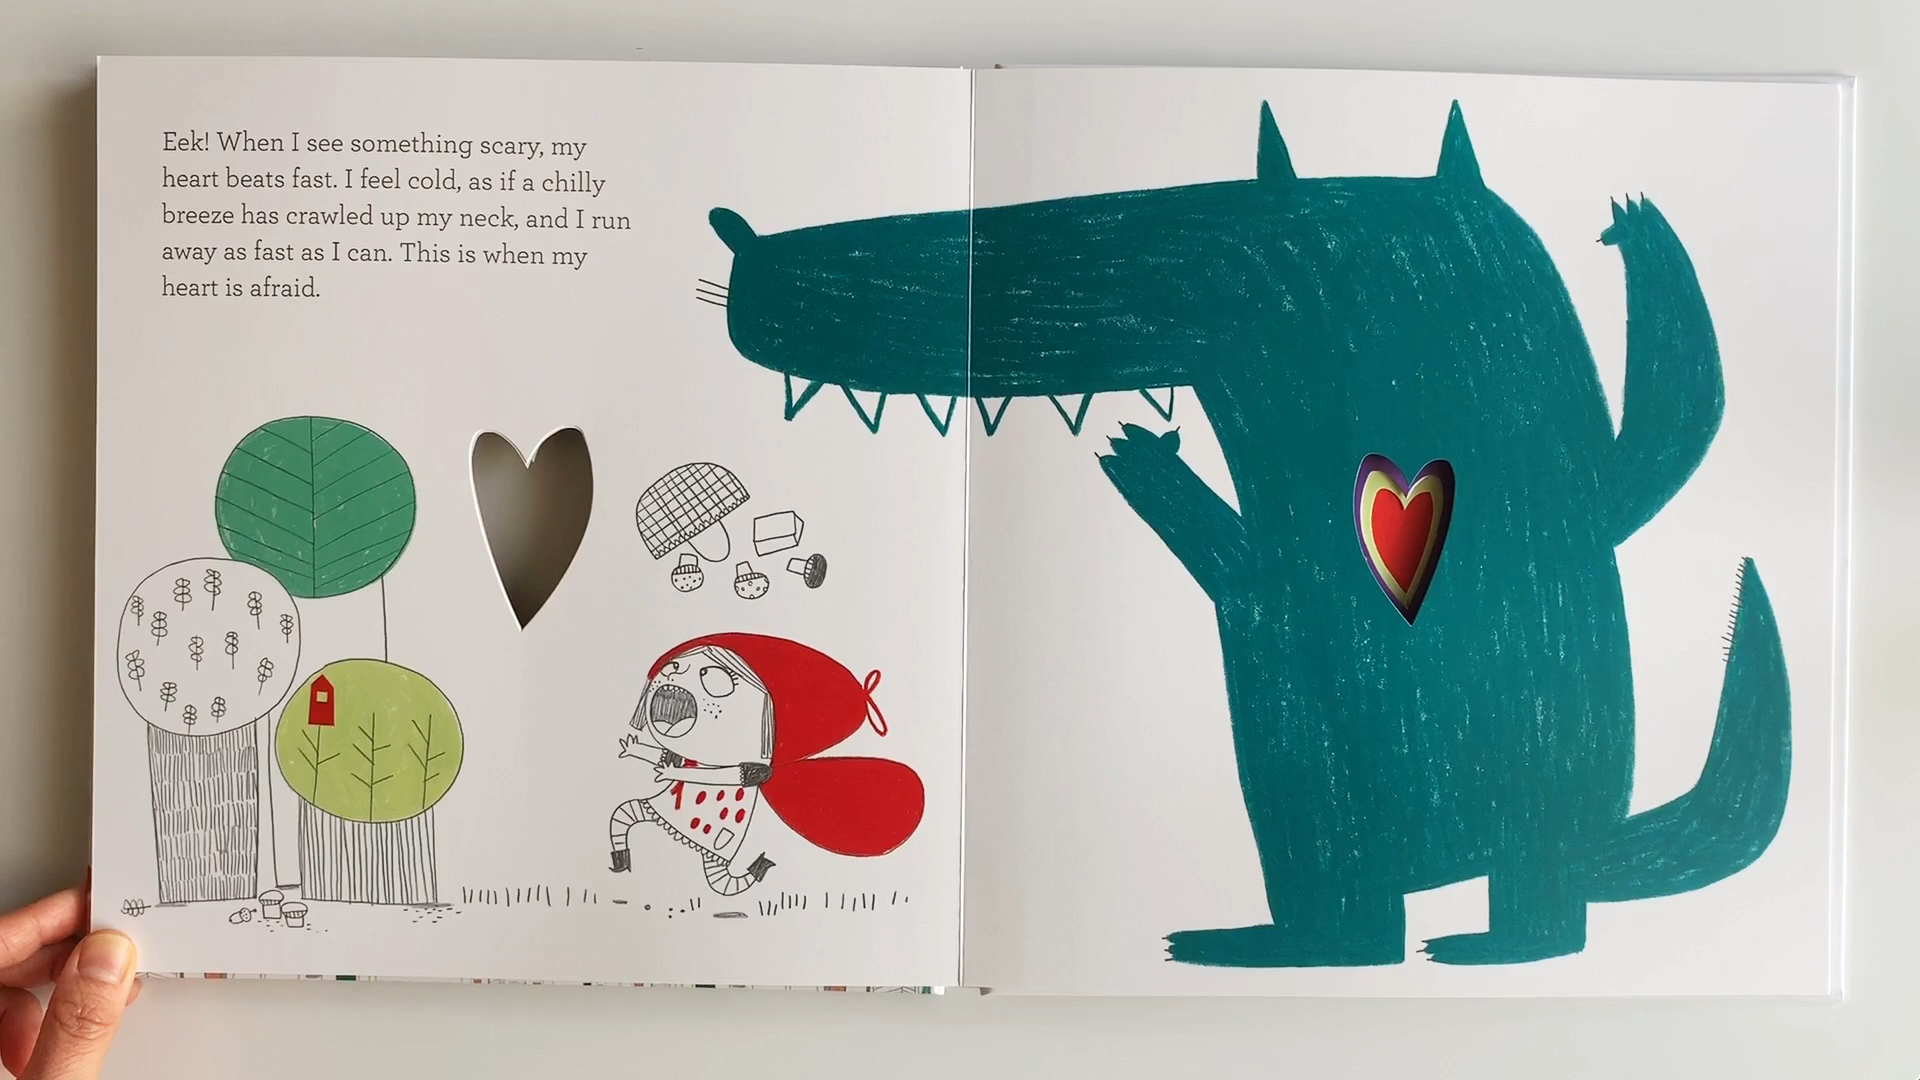 Eek! When I see something scary, my
heart beats fast. I feel cold, as if a chilly
breeze has crawled up my neck, and I run
away as fast as I can. This is when my
heart is afraid.